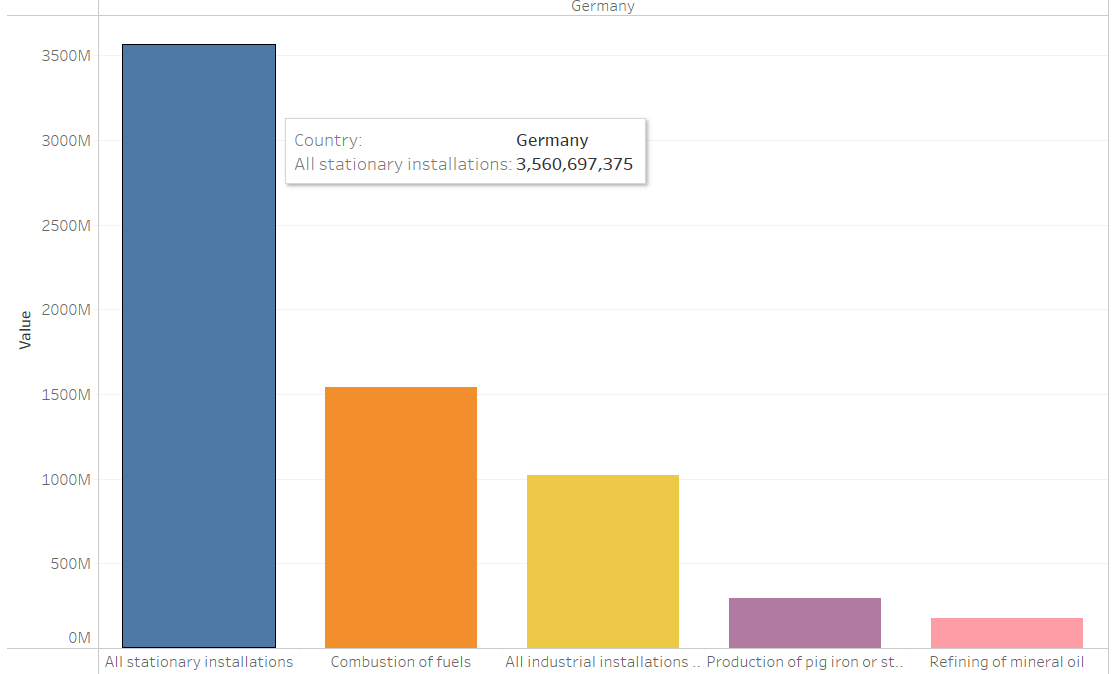 Germany
3500M
3000M
Country: Germany
All stationary installations: 3,560,697,375
2500M
2000M
Value
1500M
1000M
500M
0M
All stationary installations Combustion of fuels All industrial installations .. Production of pig iron or st.. Refining of mineral oil